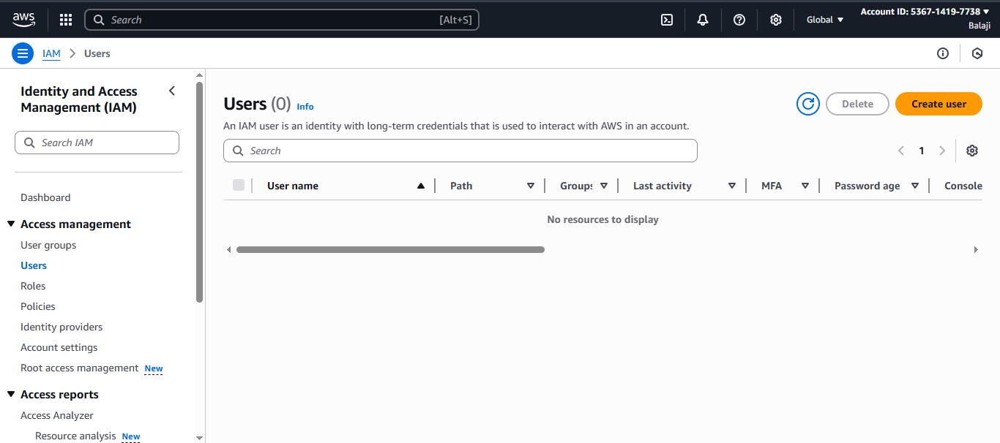 aws
Search [Alt+S]
Global
Account ID: 5367-1419-7738
Balaji
IAM
Users
Identity and Access
Management (IAM)
Search IAM
Dashboard
Access management
User groups
Users
Roles
Policies
Identity providers
Account settings
Root access management New
Access reports
Access Analyzer
Resource analysis New
Users (0) Info
Delete
Create user
An IAM user is an identity with long-term credentials that is used to interact with AWS in an account.
Search
1
User name Path Groups Last activity MFA Password age Console
No resources to display